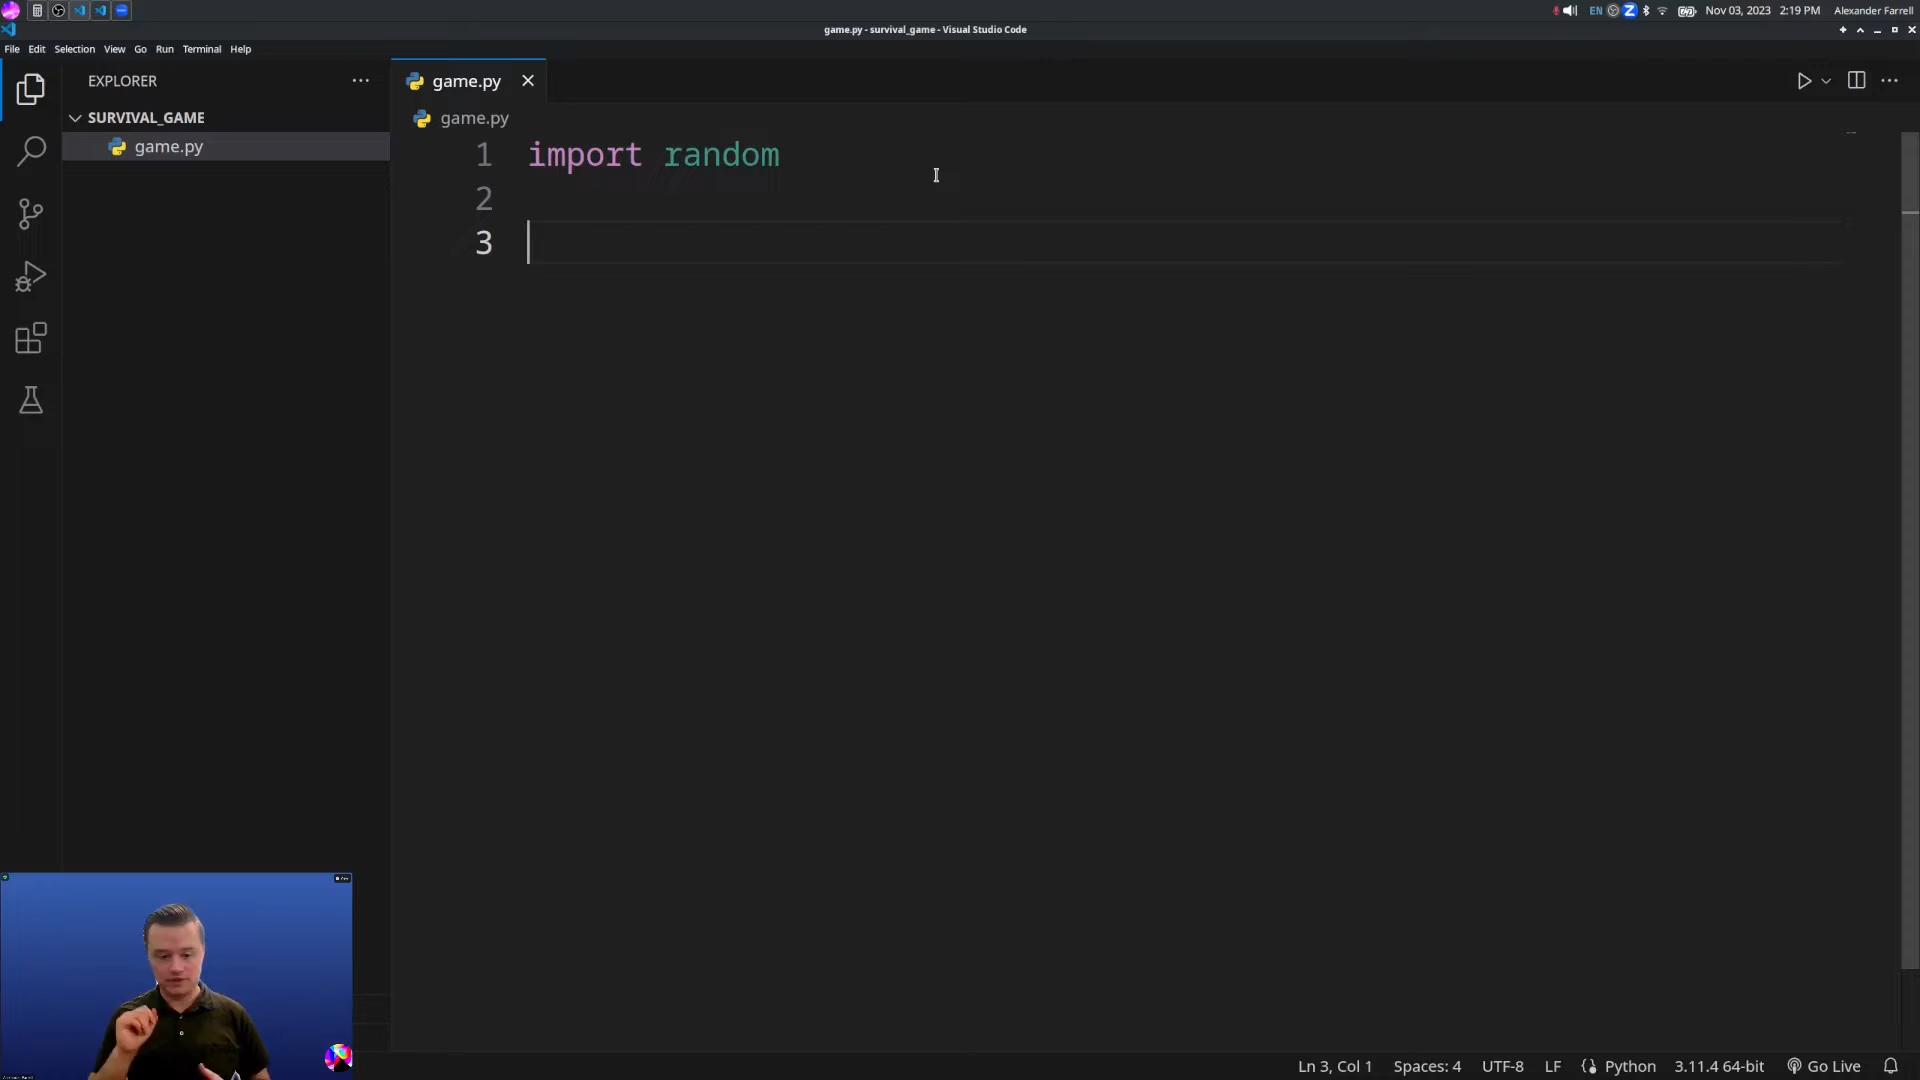 EN
Nov 03, 2023 2:19 PM Alexander Farrell
game.py - survival_game - Visual Studio Code
File Edit Selection View Go Run Terminal Help
EXPLORER
game.py
SURVIVAL_GAME
game.py
game.py
1 import random
2
3
Ln 3, Col 1 Spaces: 4 UTF-8 LF Python 3.11.4 64-bit Go Live